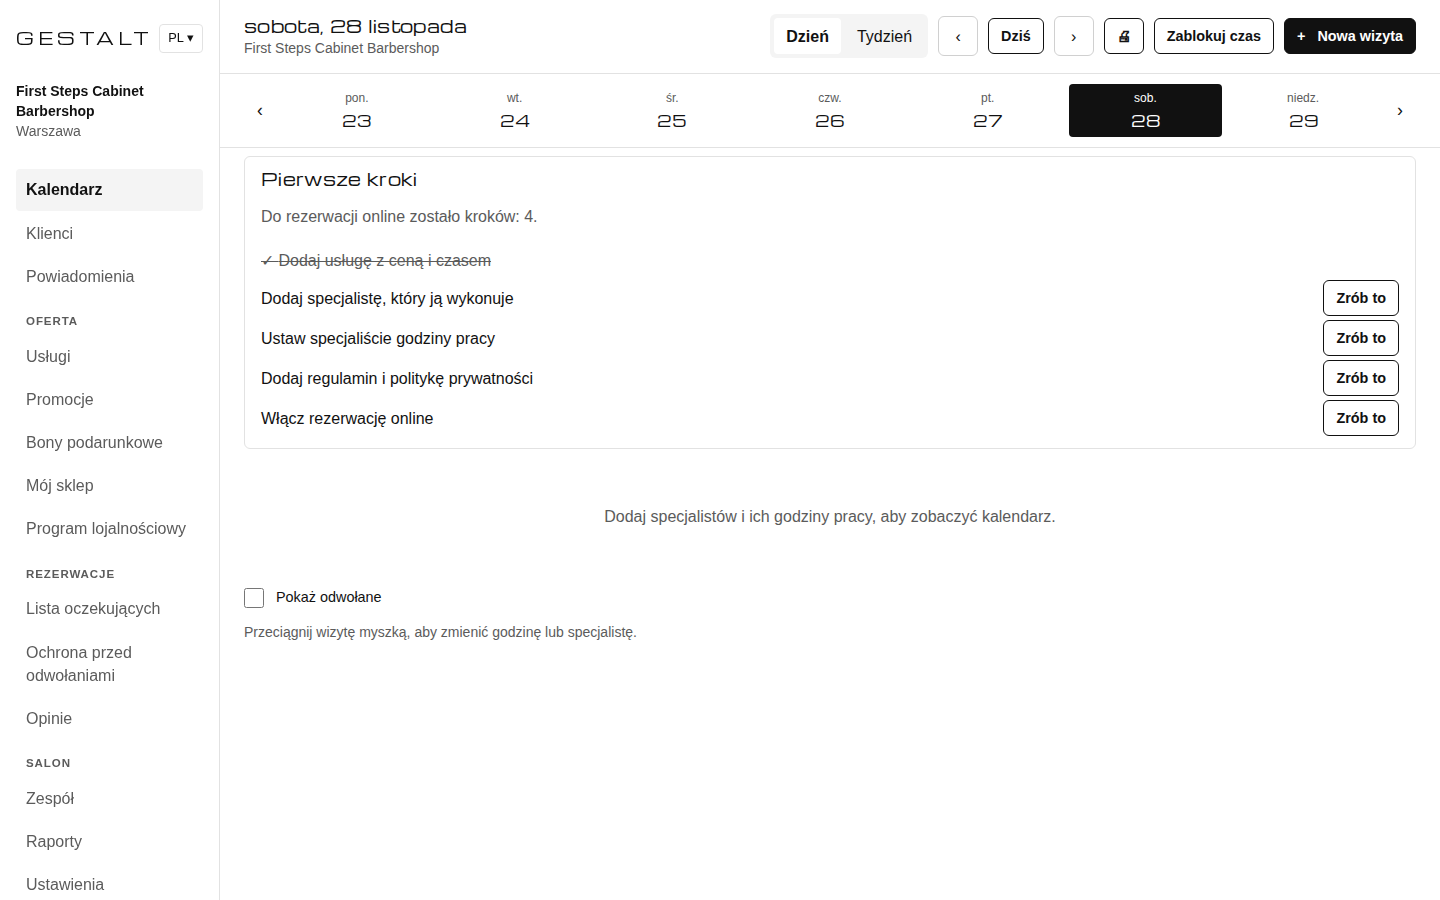 GESTALT
PL ▾
First Steps Cabinet
Barbershop
Warszawa
Kalendarz
Klienci
Powiadomienia
OFERTA
Usługi
Promocje
Bony podarunkowe
Mój sklep
Program lojalnościowy
REZERWACJE
Lista oczekujących
Ochrona przed
odwołaniami
Opinie
SALON
Zespół
Raporty
Ustawienia
sobota, 28 listopada
First Steps Cabinet Barbershop
Dzień
Tydzień
‹
Dziś
›
Zablokuj czas
+ Nowa wizyta
‹
pon.
23
wt.
24
śr.
25
czw.
26
pt.
27
sob.
28
niedz.
29
›
Pierwsze kroki
Do rezerwacji online zostało kroków: 4.
✓ Dodaj usługę z ceną i czasem
Dodaj specjalistę, który ją wykonuje
Zrób to
Ustaw specjaliście godziny pracy
Zrób to
Dodaj regulamin i politykę prywatności
Zrób to
Włącz rezerwację online
Zrób to
Dodaj specjalistów i ich godziny pracy, aby zobaczyć kalendarz.
Pokaż odwołane
Przeciągnij wizytę myszką, aby zmienić godzinę lub specjalistę.